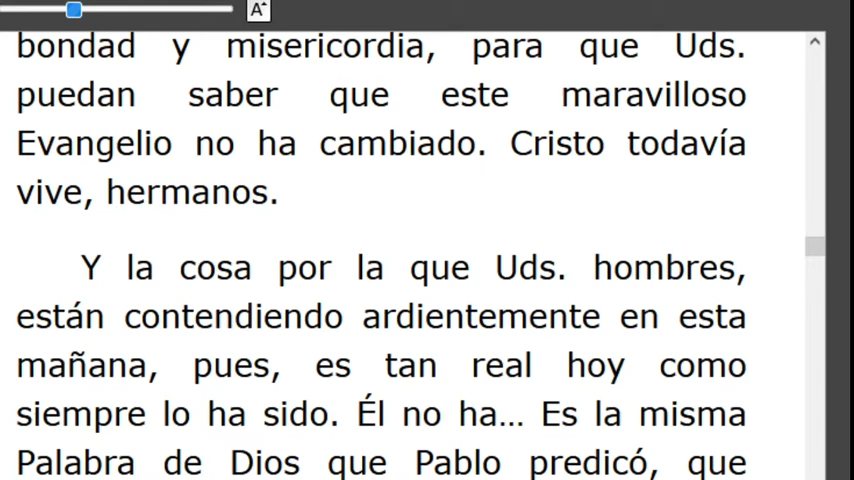 A
bondad y misericordia, para que Uds.
puedan saber que este maravilloso
Evangelio no ha cambiado. Cristo todavía
vive, hermanos.
Y la cosa por la que Uds. hombres,
están contendiendo ardientemente en esta
mañana, pues, es tan real hoy como
siempre lo ha sido. Él no ha… Es la misma
Palabra de Dios que Pablo predicó, que